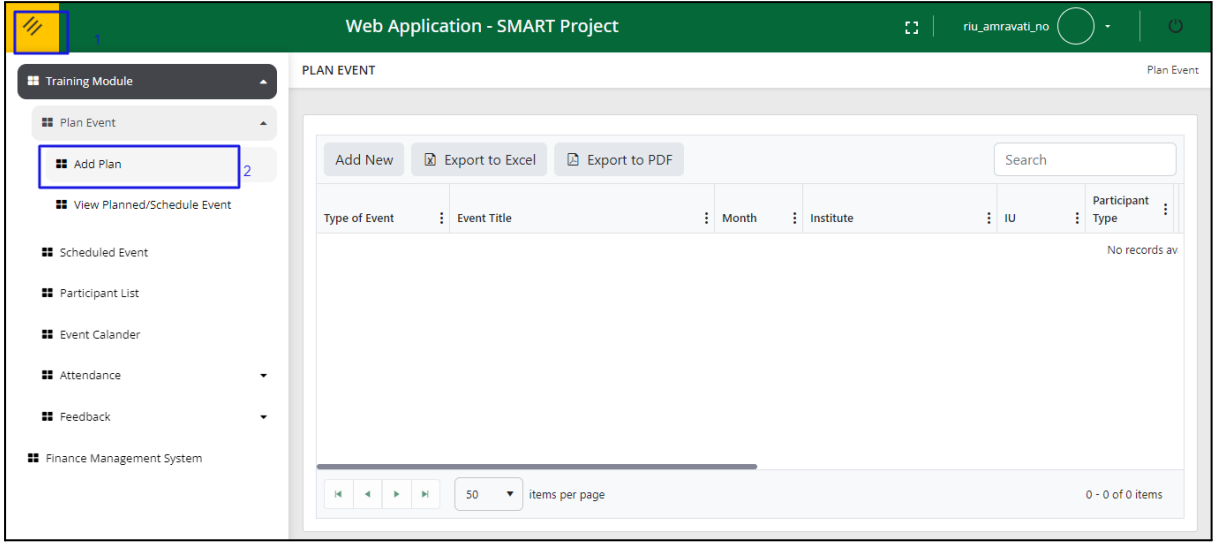 1
Web Application - SMART Project
riu_amravati_no
Training Module
PLAN EVENT
Plan Event
Plan Event
Add Plan
2
View Planned/Schedule Event
Scheduled Event
Participant List
Event Calander
Attendance
Feedback
Finance Management System
Add New Export to Excel Export to PDF Search
Type of Event Event Title Month Institute IU Participant Type
No records av
50 items per page 0 - 0 of 0 items